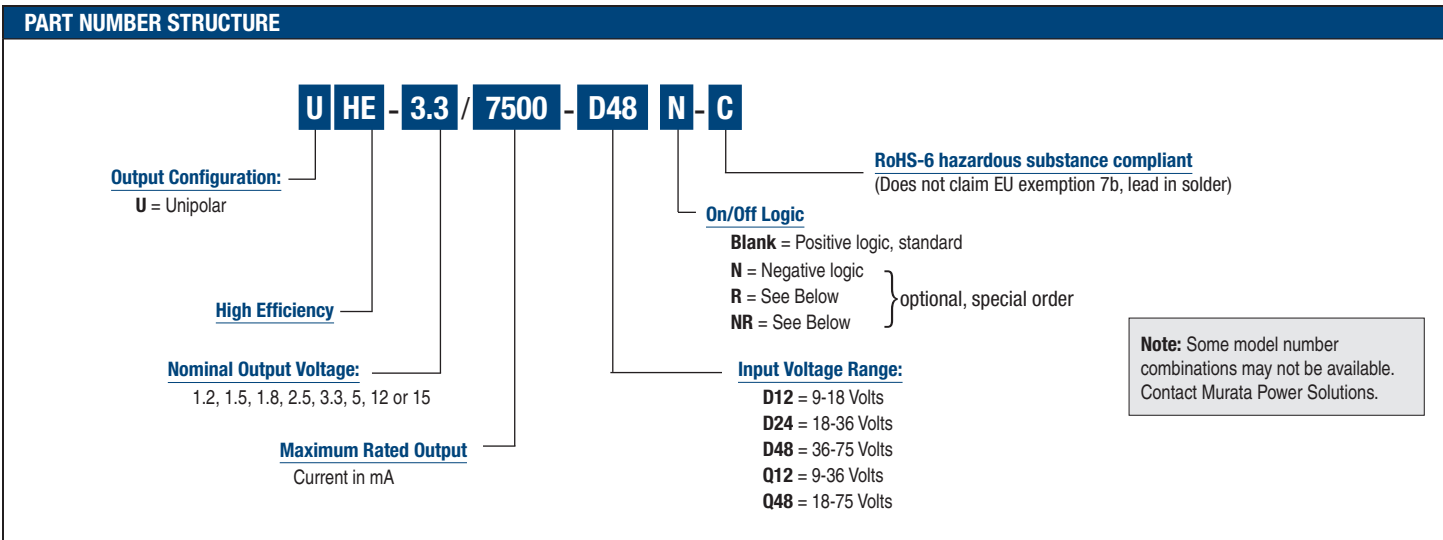 PART NUMBER STRUCTURE
U HE - 3.3 / 7500 - D48 N - C
RoHS-6 hazardous substance compliant
(Does not claim EU exemption 7b, lead in solder)
Output Configuration:
U = Unipolar
On/Off Logic
Blank = Positive logic, standard
N = Negative logic
R = See Below
NR = See Below
optional, special order
High Efficiency
Note: Some model number
combinations may not be available.
Contact Murata Power Solutions.
Nominal Output Voltage:
1.2, 1.5, 1.8, 2.5, 3.3, 5, 12 or 15
Input Voltage Range:
D12 = 9-18 Volts
D24 = 18-36 Volts
D48 = 36-75 Volts
Q12 = 9-36 Volts
Q48 = 18-75 Volts
Maximum Rated Output
Current in mA